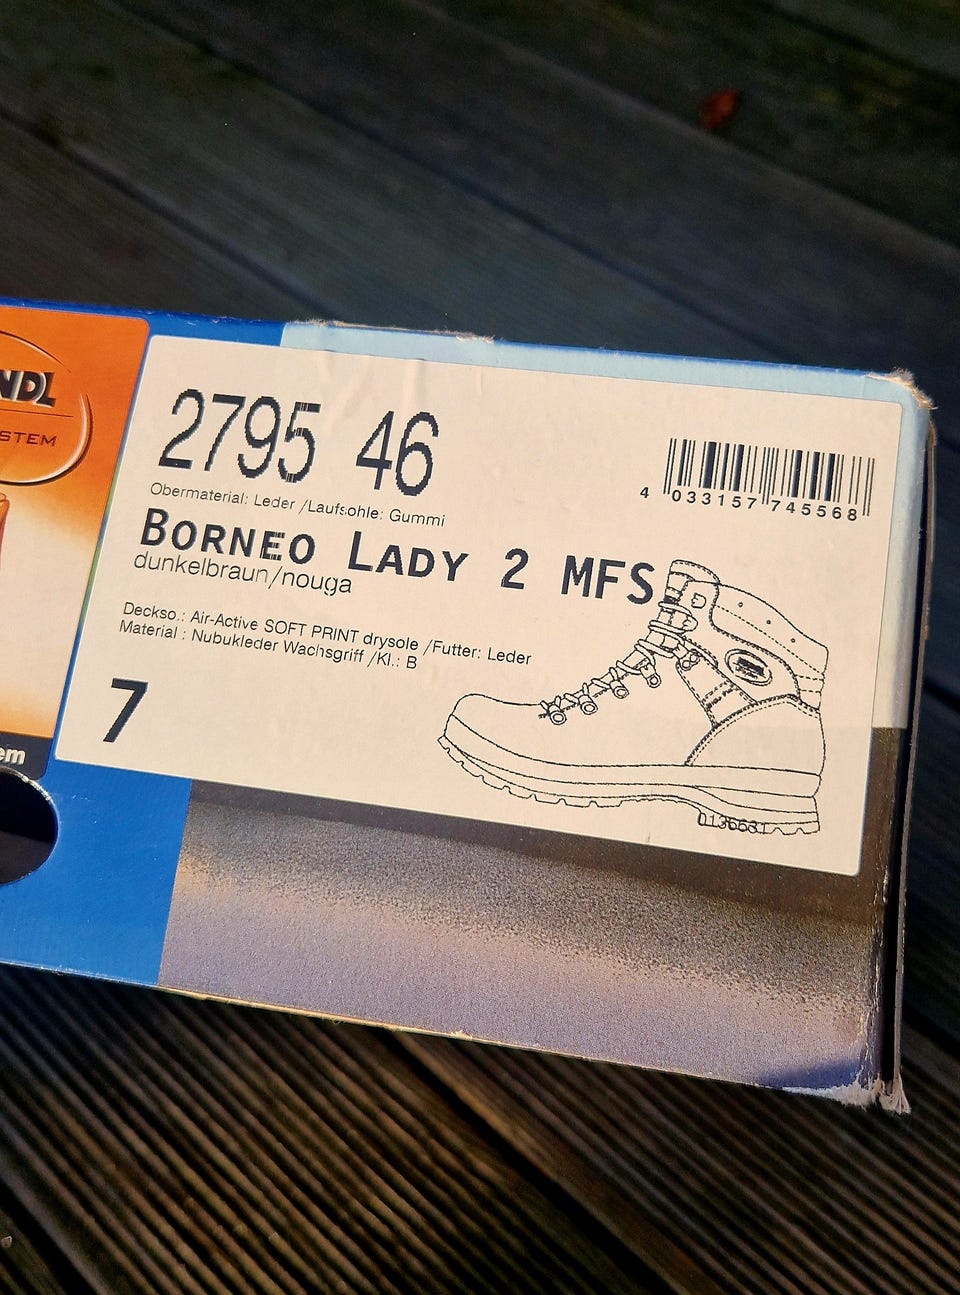 NDL
STEM
em
2795 46
Obermaterial: Leder /Laufsohle: Gummi
BORNEO LADY 2 MFS
dunkelbraun/nouga
Deckso.: Air-Active SOFT PRINT drysole /Futter: Leder
Material : Nubukleder Wachsgriff /Kl.: B
7
4 033157 745568